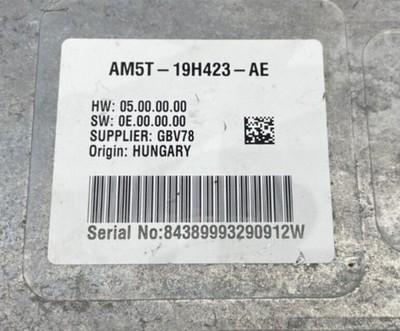 AM5T-19H423-AE
HW: 05.00.00.00
SW: 0E.00.00.00
SUPPLIER: GBV78
Origin: HUNGARY
Serial No:84389993290912W